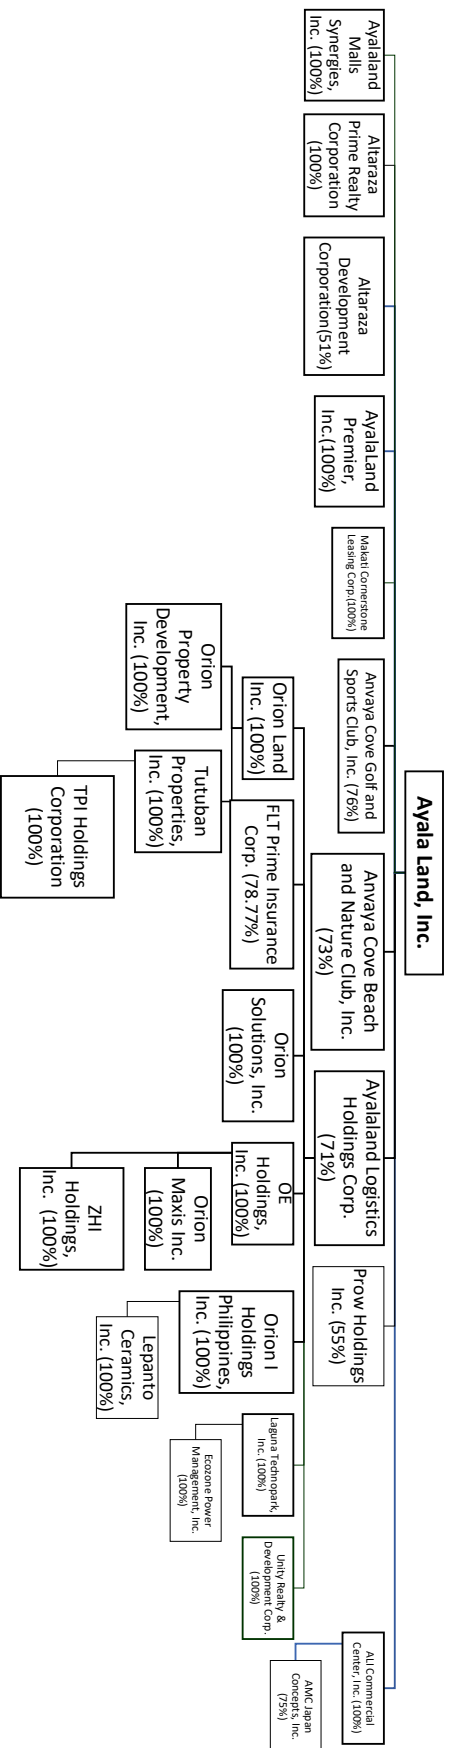 Ayala Land, Inc.
Ayalaland
Malls
Synergies,
Inc. (100%)
Altaraza
Prime Realty
Corporation
(100%)
Altaraza
Development
Corporation(51%)
AyalaLand
Premier,
Inc.(100%)
Makati Cornerstone
Leasing Corp.(100%)
Anvaya Cove Golf and
Sports Club, Inc. (76%)
Anvaya Cove Beach
and Nature Club, Inc.
(73%)
Ayalaland Logistics
Holdings Corp.
(71%)
Prow Holdings
Inc. (55%)
ALI Commercial
Center, Inc. (100%)
AMC Japan
Concepts, Inc.
(75%)
Orion Land
Inc. (100%)
FLT Prime Insurance
Corp. (78.77%)
Orion
Solutions, Inc.
(100%)
OE
Holdings,
Inc. (100%)
Orion I
Holdings
Philippines,
Inc. (100%)
Laguna Technopark,
Inc. (100%)
Unity Realty &
Development Corp.
(100%)
Orion
Property
Development,
Inc. (100%)
Tutuban
Properties,
Inc. (100%)
TPI Holdings
Corporation
(100%)
Orion
Maxis Inc.
(100%)
ZHI
Holdings,
Inc. (100%)
Lepanto
Ceramics,
Inc. (100%)
Ecozone Power
Management, Inc.
(100%)